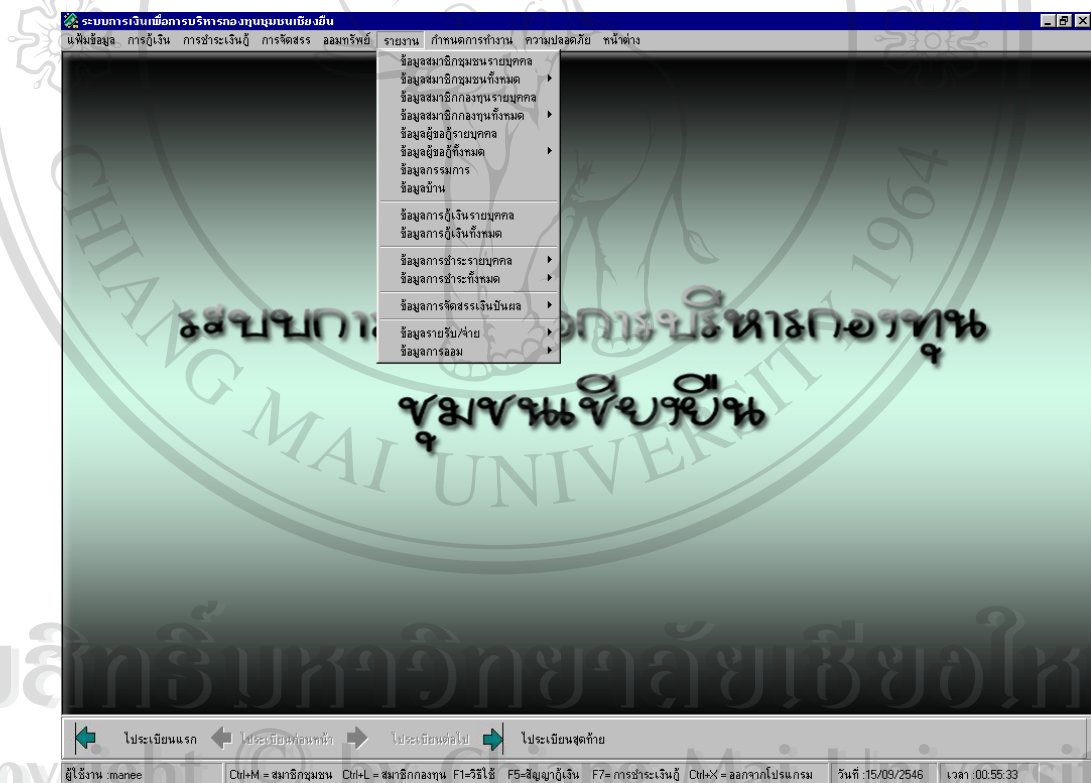 ระบบการเงินเพื่อการบริหารกองทุนชุมชนเชียงยืน
แฟ้มข้อมูล การกู้เงิน การชำระเงินกู้ การจัดสรร ออมทรัพย์ รายงาน กำหนดการทำงาน ความปลอดภัย หน้าต่าง
ข้อมูลสมาชิกชุมชนรายบุคคล
ข้อมูลสมาชิกชุมชนทั้งหมด
ข้อมูลสมาชิกกองทุนรายบุคคล
ข้อมูลสมาชิกกองทุนทั้งหมด
ข้อมูลผู้ขอกู้รายบุคคล
ข้อมูลผู้ขอกู้ทั้งหมด
ข้อมูลกรรมการ
ข้อมูลบ้าน
ข้อมูลการกู้เงินรายบุคคล
ข้อมูลการกู้เงินทั้งหมด
ข้อมูลการชำระรายบุคคล
ข้อมูลการชำระทั้งหมด
ข้อมูลการจัดสรรเงินปันผล
ข้อมูลรายรับ/จ่าย
ข้อมูลการออม
ระบบกา อการบริหารกองทุน
ชุมชนเชียงยืน
CHIANG MAI UNIVERSITY 1964
ไประเบียนแรก ไประเบียนก่อนหน้า ไประเบียนต่อไป ไประเบียนสุดท้าย
ผู้ใช้งาน :manee Ctrl+M = สมาชิกชุมชน Ctrl+L = สมาชิกกองทุน F1=วิธีใช้ F5=สัญญากู้เงิน F7= การชำระเงินกู้ Ctrl+X = ออกจากโปรแกรม วันที่ :15/09/2546 เวลา :00:55:23